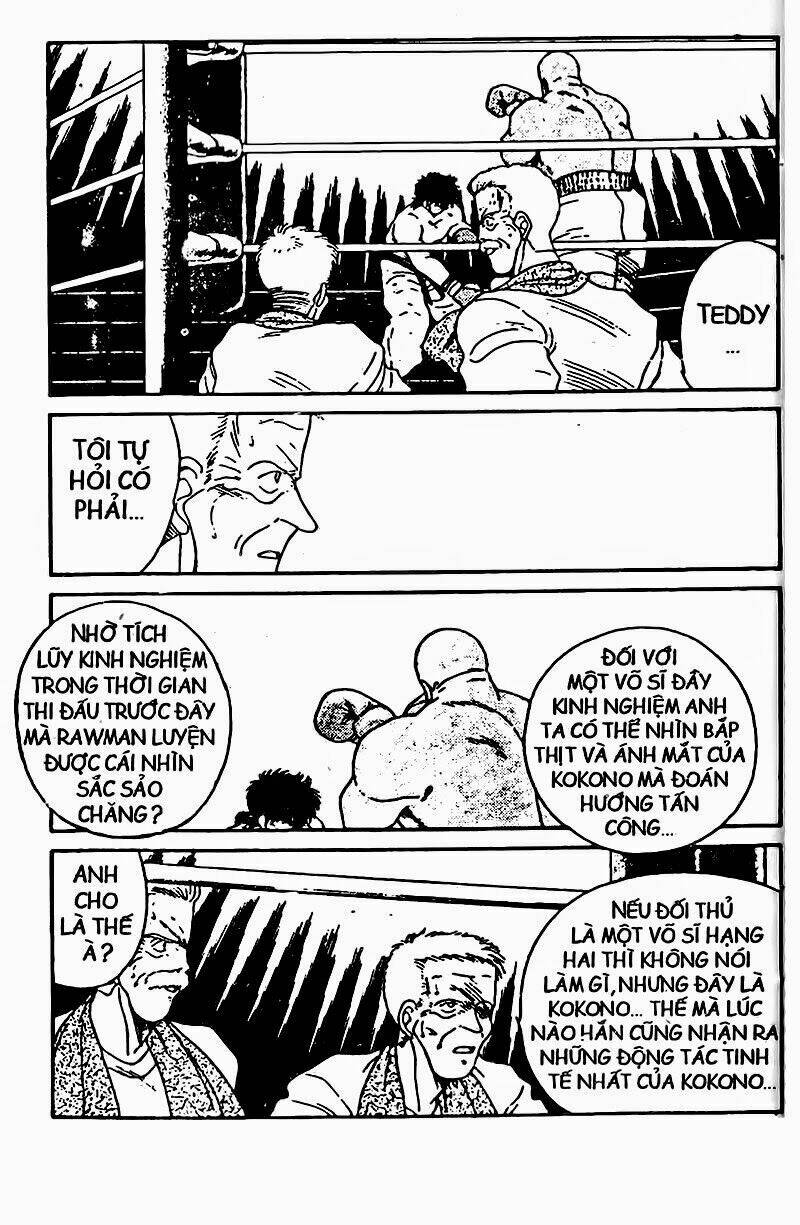 TEDDY
...
TÔI TỰ
HỎI CÓ
PHẢI...
NHỜ TÍCH
LŨY KINH NGHIỆM
TRONG THỜI GIAN
THI ĐẤU TRƯỚC ĐÂY
MÀ RAWMAN LUYỆN
ĐƯỢC CÁI NHÌN
SẮC SẢO
CHĂNG?
ĐỐI VỚI
MỘT VÕ SĨ ĐẦY
KINH NGHIỆM ANH
TA CÓ THỂ NHÌN BẮP
THỊT VÀ ÁNH MẮT CỦA
KOKONO MÀ ĐOÁN
HƯỚNG TẤN
CÔNG...
ANH
CHO
LÀ THẾ
À?
NẾU ĐỐI THỦ
LÀ MỘT VÕ SĨ HẠNG
HAI THÌ KHÔNG NÓI
LÀM GÌ, NHƯNG ĐÂY LÀ
KOKONO... THẾ MÀ LÚC
NÀO HẮN CŨNG NHẬN RA
NHỮNG ĐỘNG TÁC TINH
TẾ NHẤT CỦA KOKONO...